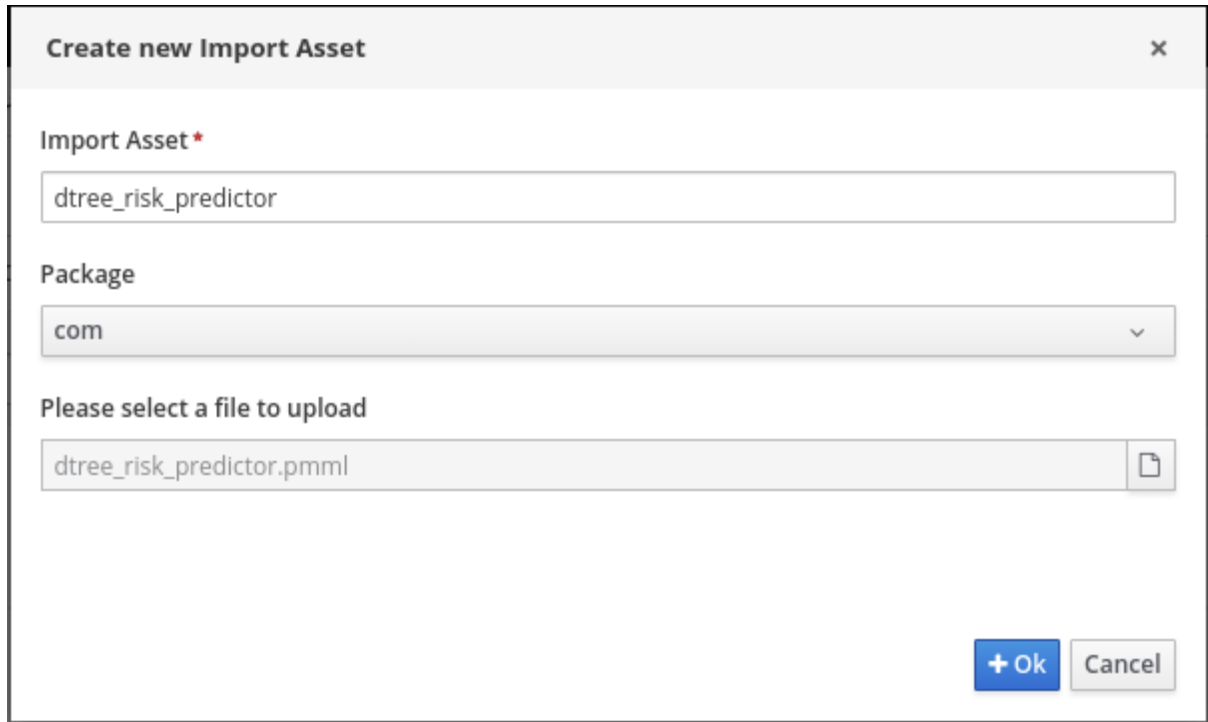 Create new Import Asset
Import Asset*
dtree_risk_predictor
Package
com
Please select a file to upload
dtree_risk_predictor.pmml
+ Ok Cancel